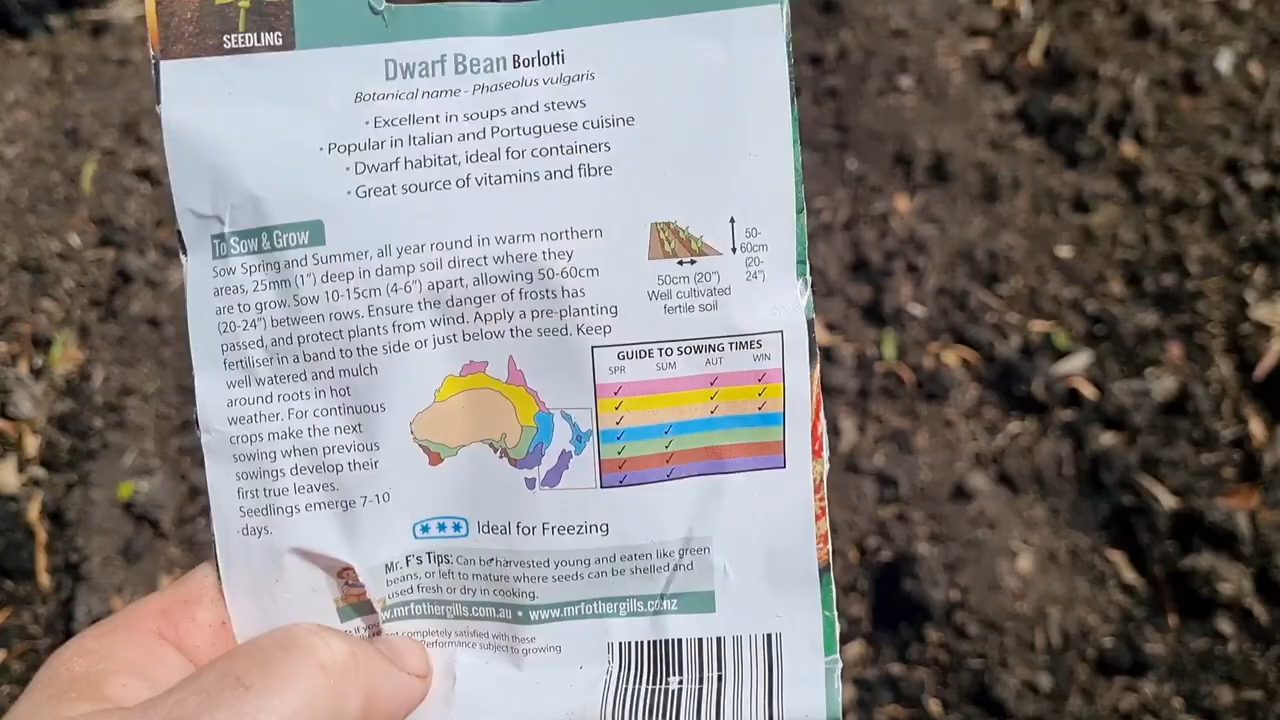 SEEDLING
Dwarf Bean Borlotti
Botanical name - Phaseolus vulgaris
• Excellent in soups and stews
• Popular in Italian and Portuguese cuisine
• Dwarf habitat, ideal for containers
• Great source of vitamins and fibre
To Sow & Grow
Sow Spring and Summer, all year round in warm northern
areas, 25mm (1") deep in damp soil direct where they
are to grow. Sow 10-15cm (4-6") apart, allowing 50-60cm
(20-24") between rows. Ensure the danger of frosts has
passed, and protect plants from wind. Apply a pre-planting
fertiliser in a band to the side or just below the seed. Keep
well watered and mulch
around roots in hot
weather. For continuous
crops make the next
sowing when previous
sowings develop their
first true leaves.
Seedlings emerge 7-10
days.
50-
60cm
(20-
24")
50cm (20")
Well cultivated
fertile soil
GUIDE TO SOWING TIMES
SPR SUM AUT WIN
✓ ✓ ✓
✓ ✓ ✓
✓ ✓ ✓
✓ ✓
✓ ✓
✓ ✓
✓ ✓
*** Ideal for Freezing
Mr. F's Tips: Can be harvested young and eaten like green
beans, or left to mature where seeds can be shelled and
used fresh or dry in cooking.
w.mrfothergills.com.au • www.mrfothergills.co.nz
If you
completely satisfied with these
Performance subject to growing